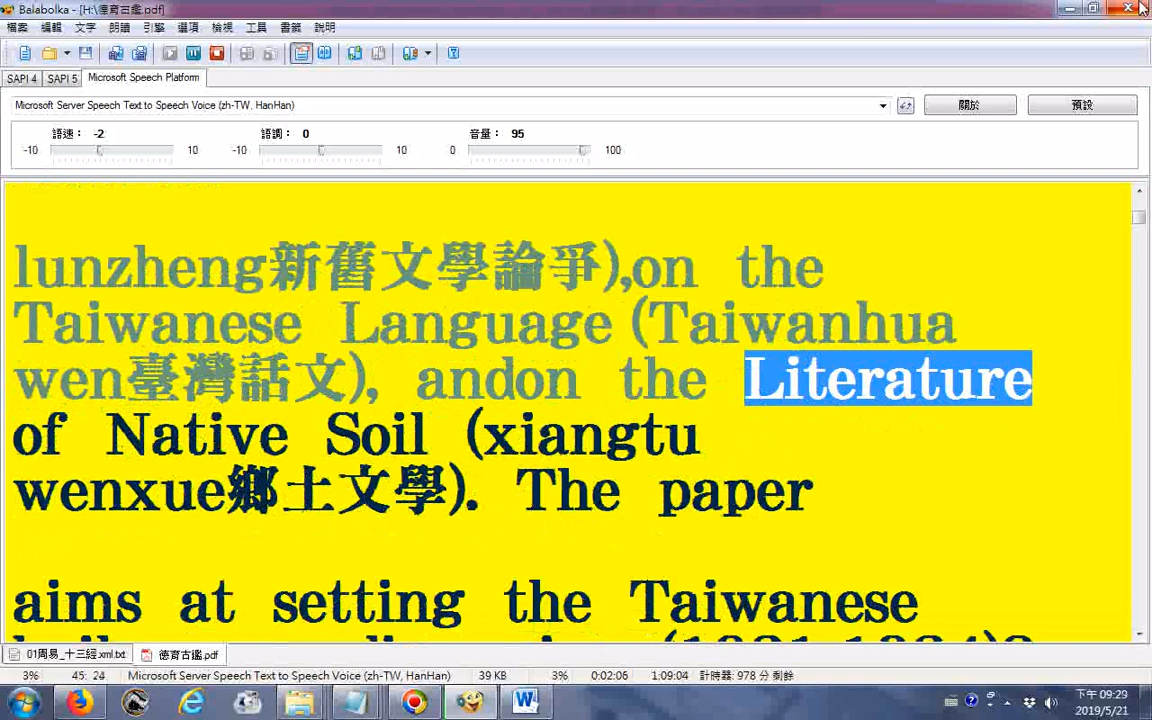 Balabolka - [H:\德育古鑑.pdf]
檔案 編輯 文字 朗讀 引擎 選項 檢視 工具 書籤 說明
SAPI 4 SAPI 5 Microsoft Speech Platform
Microsoft Server Speech Text to Speech Voice (zh-TW, HanHan) 關於 預設
語速： -2 語調： 0 音量： 95
-10 10 -10 10 0 100
lunzheng新舊文學論爭),on the
Taiwanese Language (Taiwanhua
wen臺灣話文), andon the Literature
of Native Soil (xiangtu
wenxue鄉土文學). The paper
aims at setting the Taiwanese
01周易_十三經.xml.txt 德育古鑑.pdf
3% 45: 24 Microsoft Server Speech Text to Speech Voice (zh-TW, HanHan) 39 KB 3% 0:02:06 1:09:04 計時器: 978 分 剩餘
下午 09:29
2019/5/21